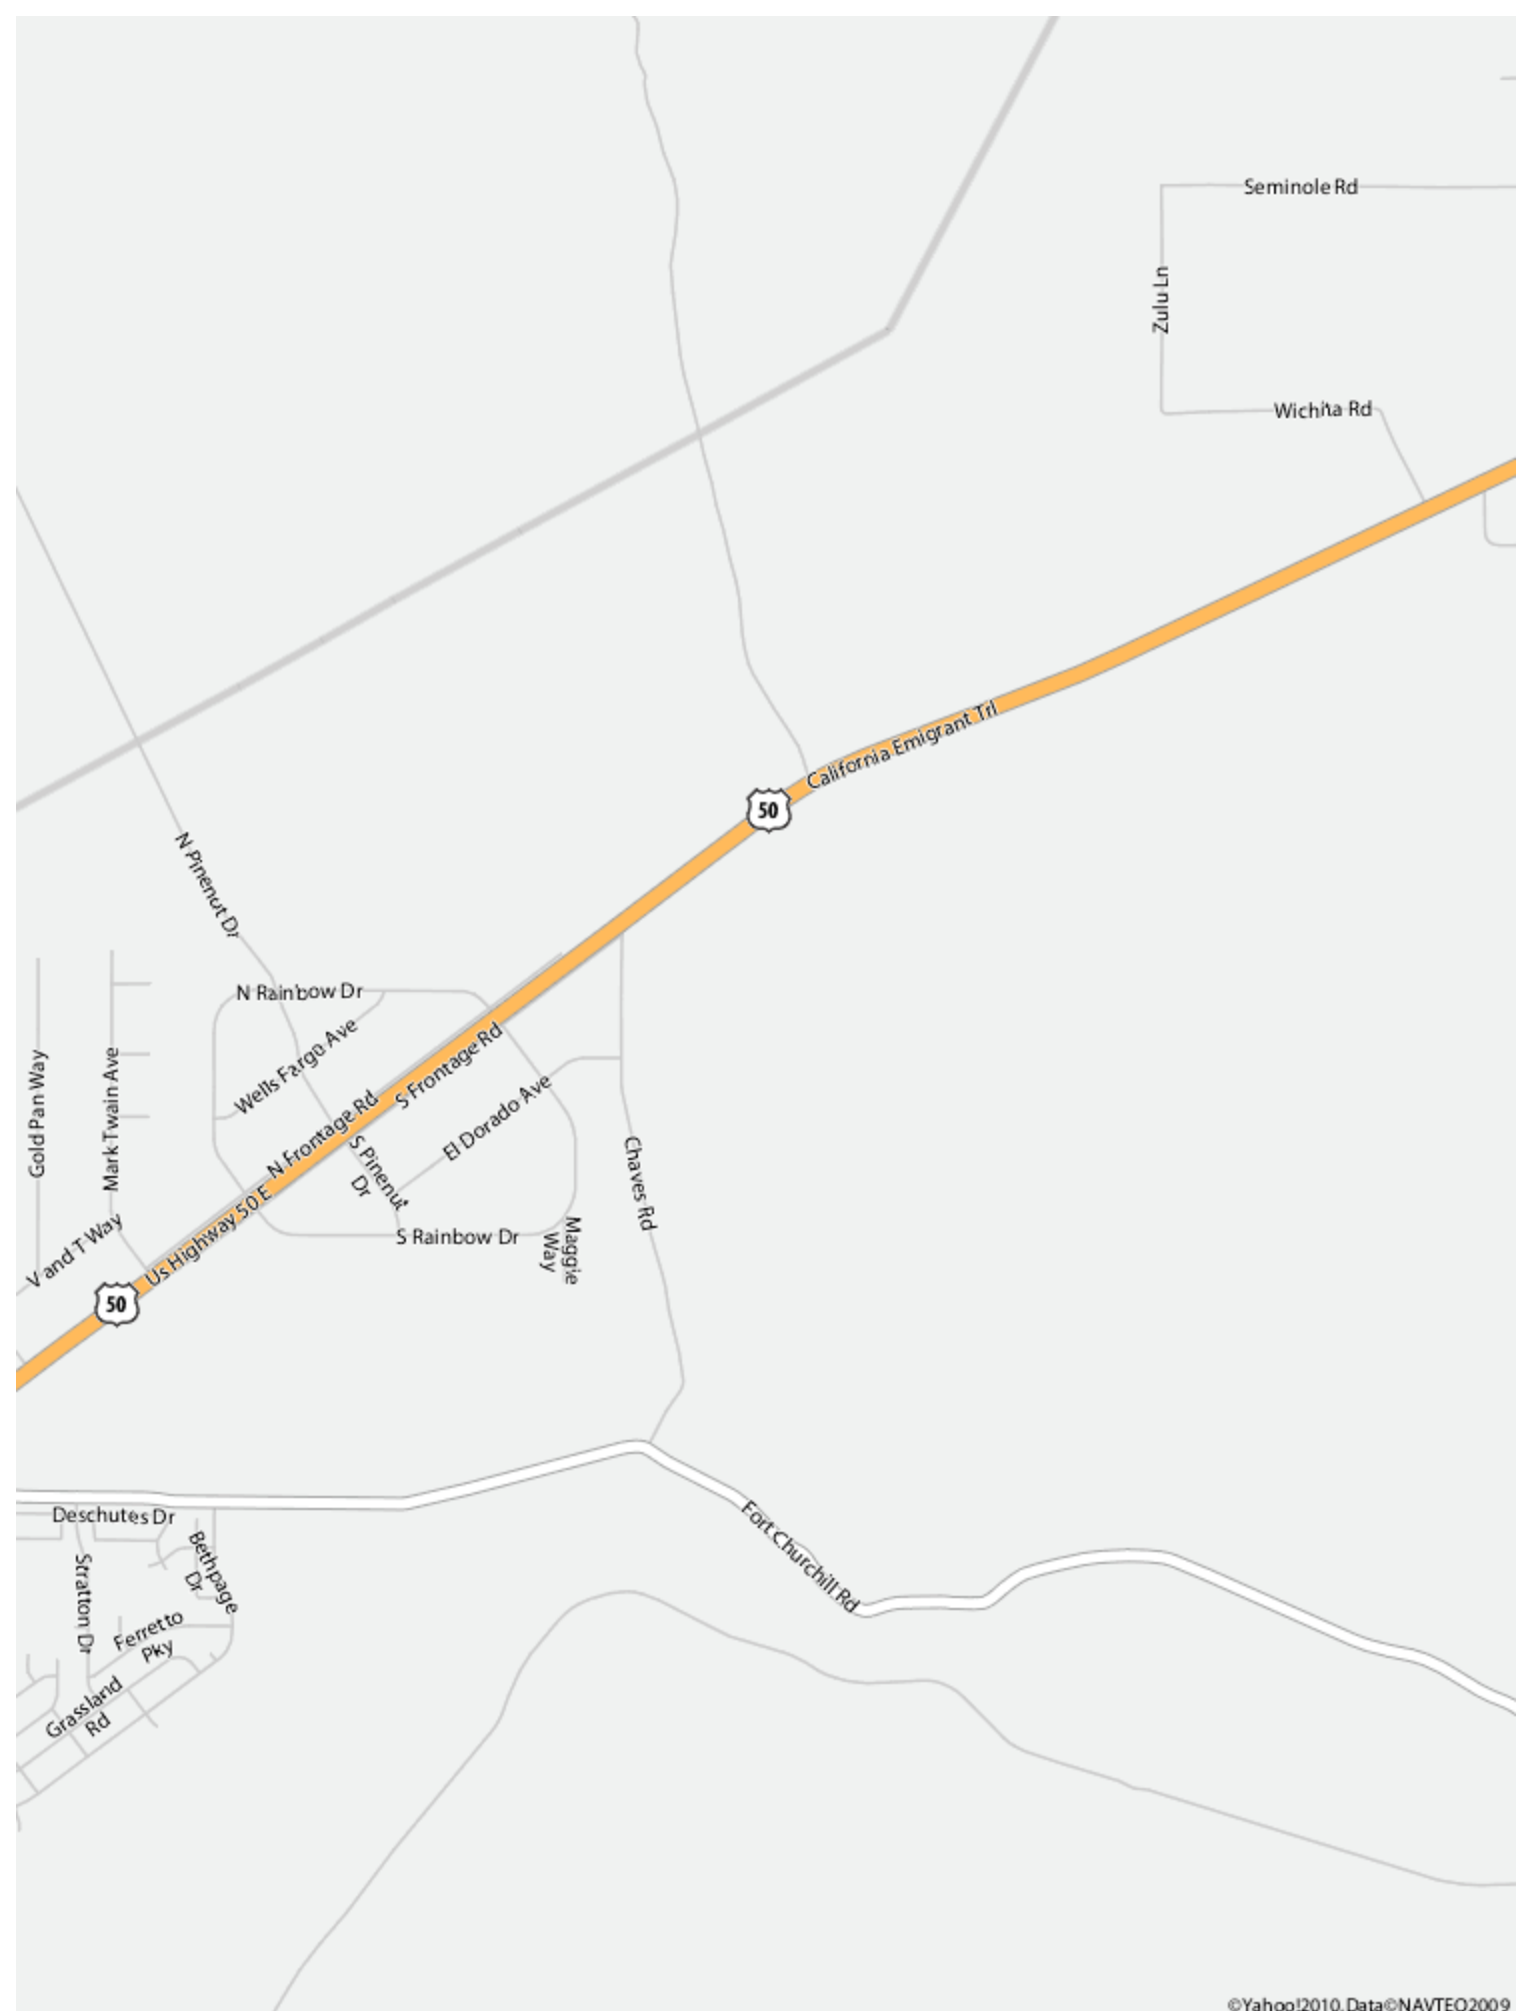 Seminole Rd
Zulu Ln
Wichita Rd
California Emigrant Trl
50
N Pinenut Dr
N Rainbow Dr
Wells Fargo Ave
S Frontage Rd
N Frontage Rd
El Dorado Ave
Gold Pan Way
Mark Twain Ave
S Pinenut
Dr
Chaves Rd
V and T Way
Us Highway 50 E
S Rainbow Dr
Maggie
Way
50
Deschutes Dr
Fort Churchill Rd
Bethpage
Dr
Stratton Dr
Ferretto
Pky
Grassland
Rd
©Yahoo!2010, Data©NAVTEQ2009